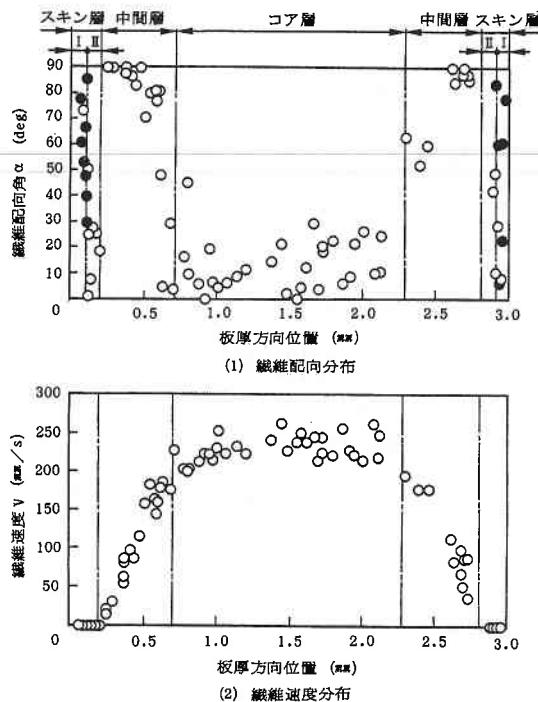 スキン層 中間層 コア層 中間層 スキン層
I II II I
90
80
70
60
50
40
30
20
10
0
繊維配向角α (deg)
0.5 1.0 1.5 2.0 2.5 3.0
板厚方向位置 (mm)
(1) 繊維配向分布
300
250
200
150
100
50
0
繊維速度V (mm/s)
0.5 1.0 1.5 2.0 2.5 3.0
板厚方向位置 (mm)
(2) 繊維速度分布